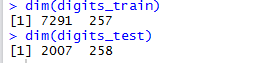 > dim(digits_train)
[1] 7291  257
> dim(digits_test)
[1] 2007  258